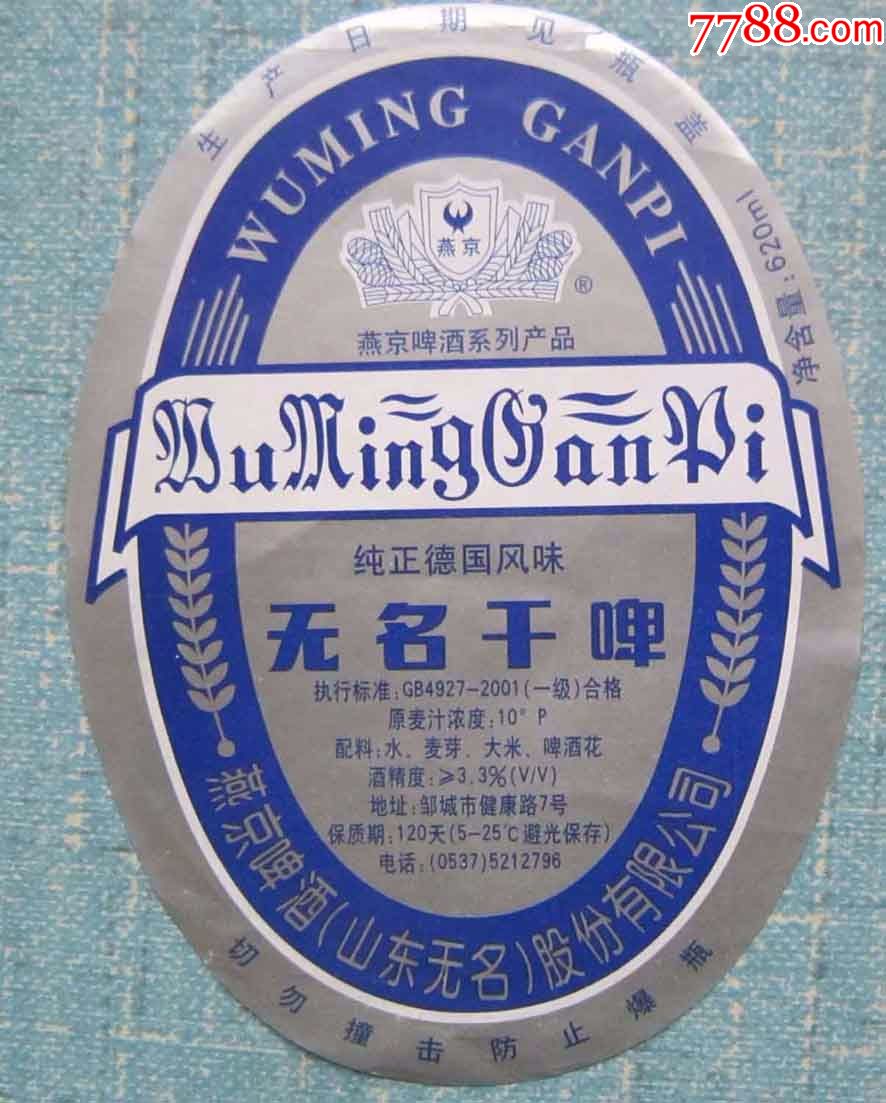 7788.com
生产日期见瓶盖
WUMING GANPI
净含量：620ml
燕京
®
燕京啤酒系列产品
WuMingGanPi
纯正德国风味
无名干啤
执行标准：GB4927-2001(一级)合格
原麦汁浓度：10°P
配料：水、麦芽、大米、啤酒花
酒精度：≥3.3%(V/V)
地址：邹城市健康路7号
保质期：120天(5-25℃避光保存)
电话：(0537)5212796
燕京啤酒(山东无名)股份有限公司
切勿撞击防止爆瓶